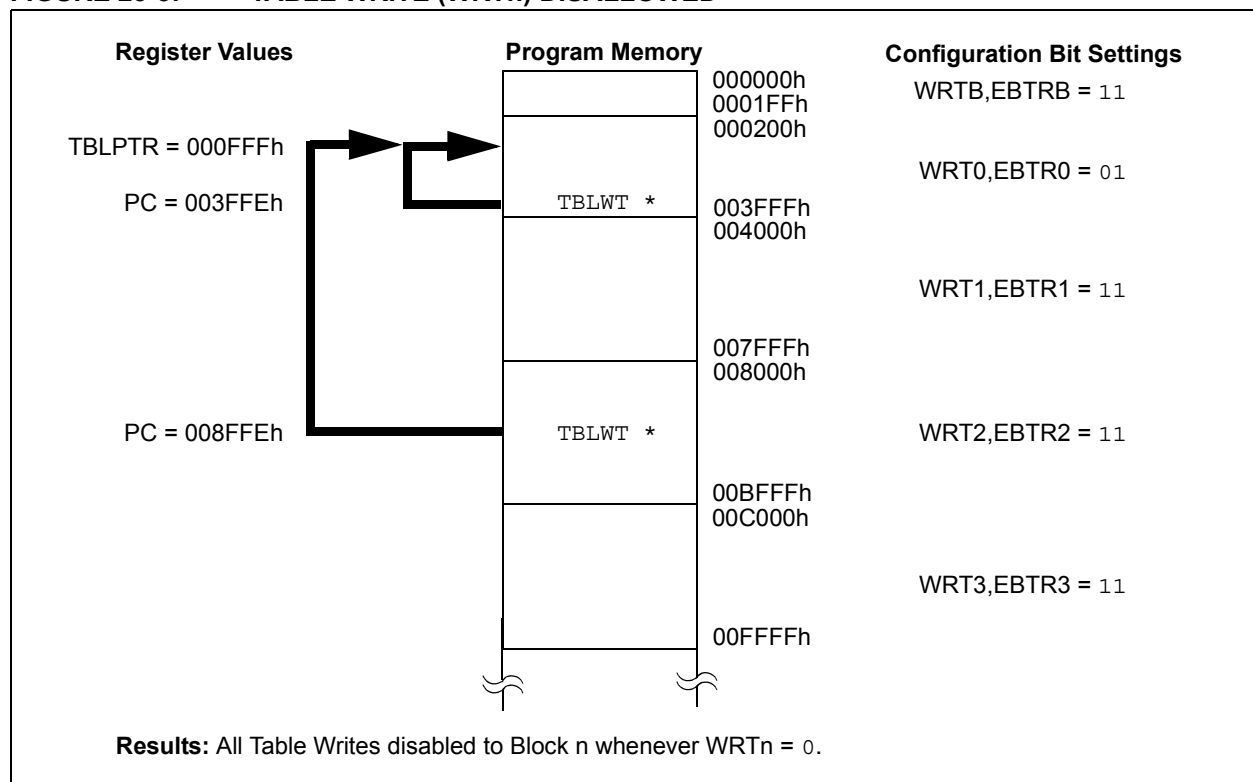 Register Values Program Memory Configuration Bit Settings
000000h
WRTB,EBTRB = 11
0001FFh
000200h
TBLPTR = 000FFFh
WRT0,EBTR0 = 01
PC = 003FFEh TBLWT * 003FFFh
004000h
WRT1,EBTR1 = 11
007FFFh
008000h
PC = 008FFEh TBLWT * WRT2,EBTR2 = 11
00BFFFh
00C000h
WRT3,EBTR3 = 11
00FFFFh
Results: All Table Writes disabled to Block n whenever WRTn = 0.